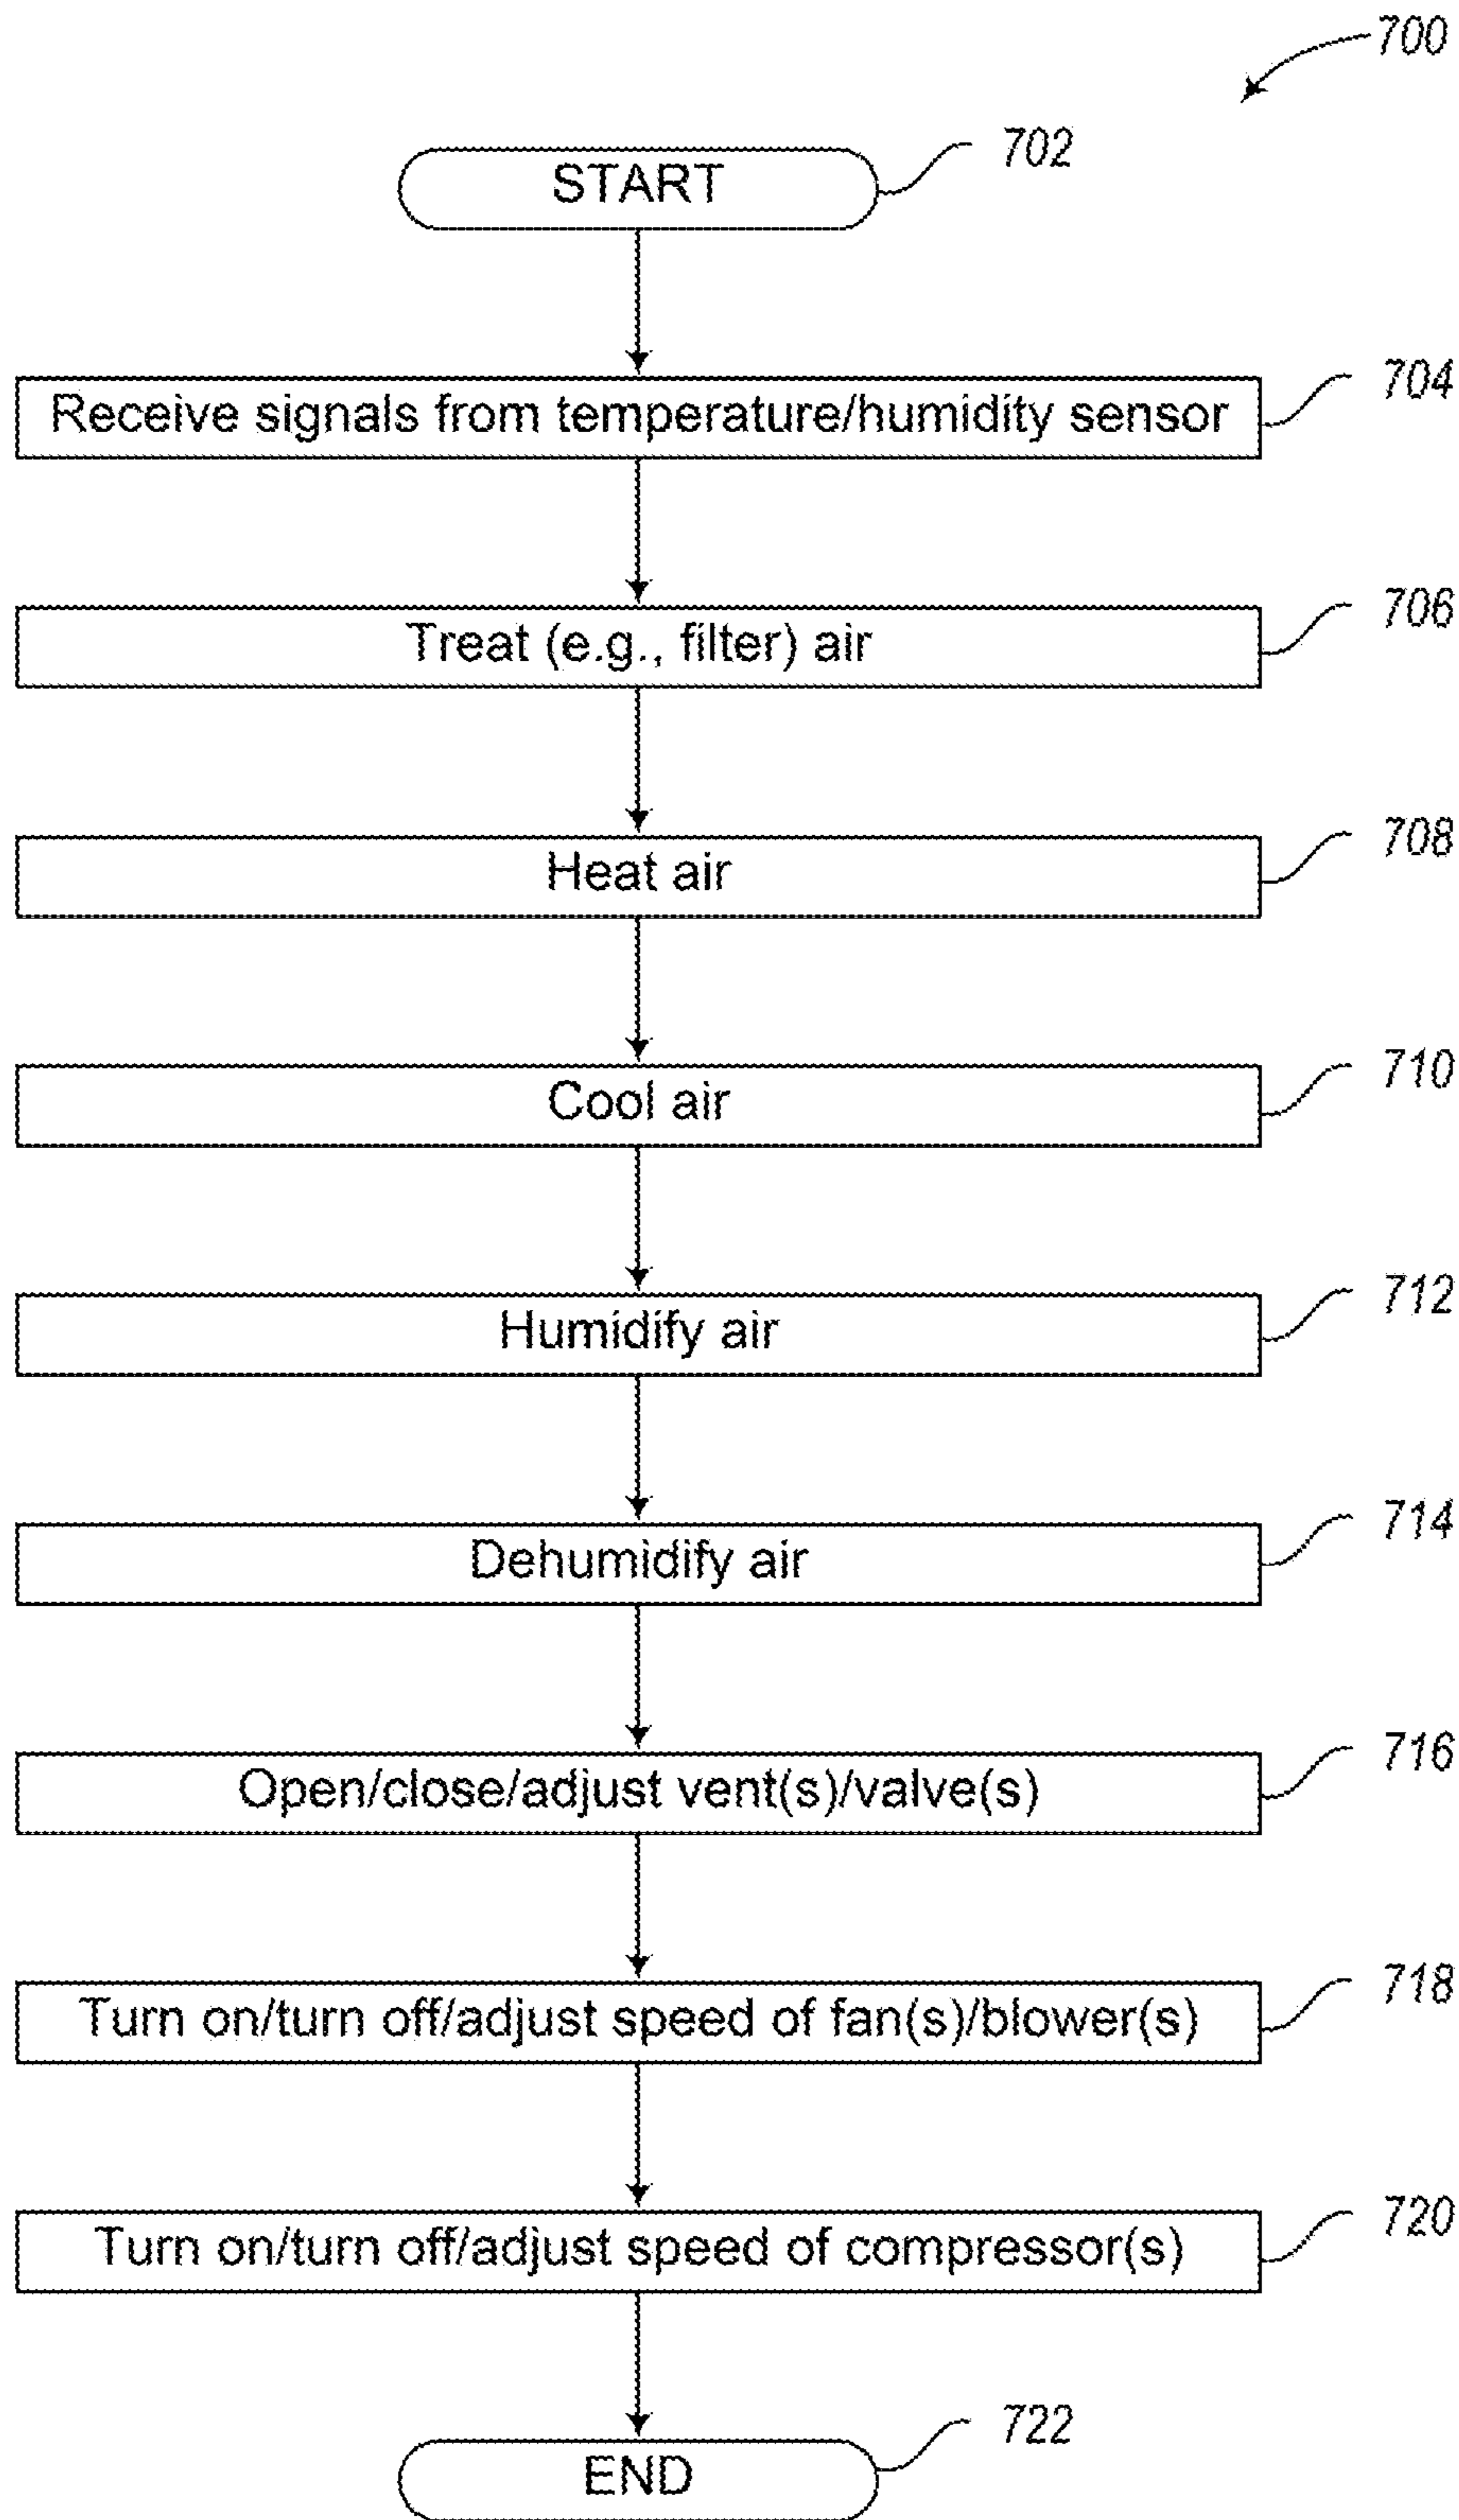 700
START 702
Receive signals from temperature/humidity sensor 704
Treat (e.g., filter) air 706
Heat air 708
Cool air 710
Humidify air 712
Dehumidify air 714
Open/close/adjust vent(s)/valve(s) 716
Turn on/turn off/adjust speed of fan(s)/blower(s) 718
Turn on/turn off/adjust speed of compressor(s) 720
END 722